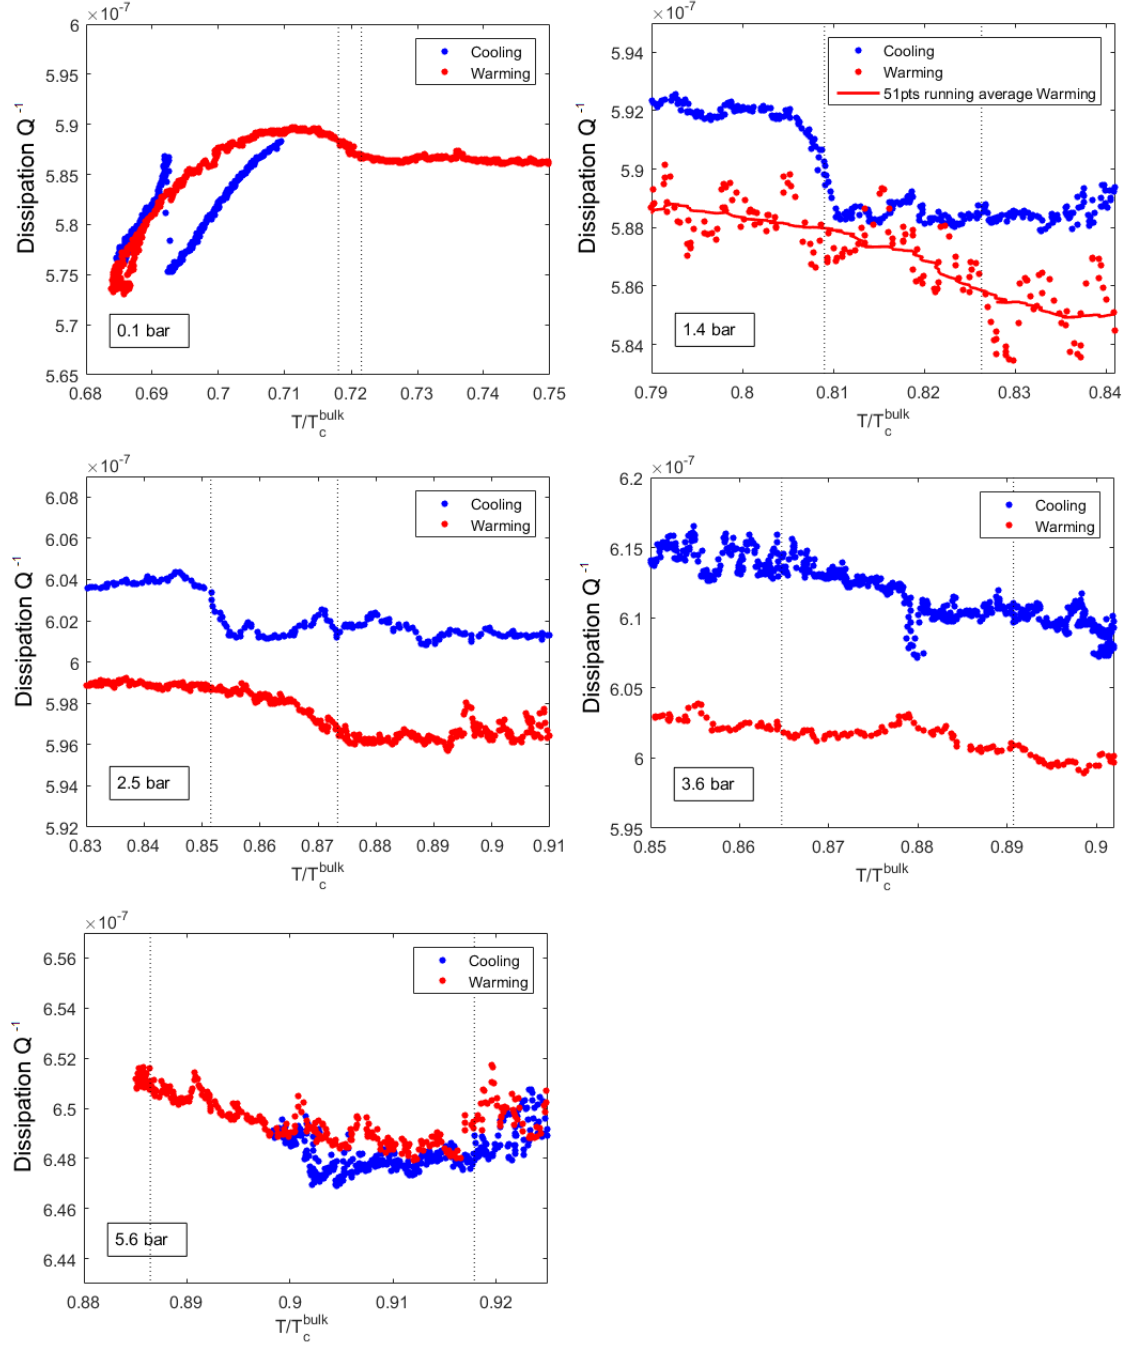 ×10⁻⁷
6
5.95
5.9
5.85
5.8
5.75
5.7
5.65
Dissipation Q⁻¹
Cooling
Warming
0.1 bar
0.68 0.69 0.7 0.71 0.72 0.73 0.74 0.75
T/T_c^bulk
×10⁻⁷
5.94
5.92
5.9
5.88
5.86
5.84
Dissipation Q⁻¹
Cooling
Warming
51pts running average Warming
1.4 bar
0.79 0.8 0.81 0.82 0.83 0.84
T/T_c^bulk
×10⁻⁷
6.08
6.06
6.04
6.02
6
5.98
5.96
5.94
5.92
Dissipation Q⁻¹
Cooling
Warming
2.5 bar
0.83 0.84 0.85 0.86 0.87 0.88 0.89 0.9 0.91
T/T_c^bulk
×10⁻⁷
6.2
6.15
6.1
6.05
6
5.95
Dissipation Q⁻¹
Cooling
Warming
3.6 bar
0.85 0.86 0.87 0.88 0.89 0.9
T/T_c^bulk
×10⁻⁷
6.56
6.54
6.52
6.5
6.48
6.46
6.44
Dissipation Q⁻¹
Cooling
Warming
5.6 bar
0.88 0.89 0.9 0.91 0.92
T/T_c^bulk